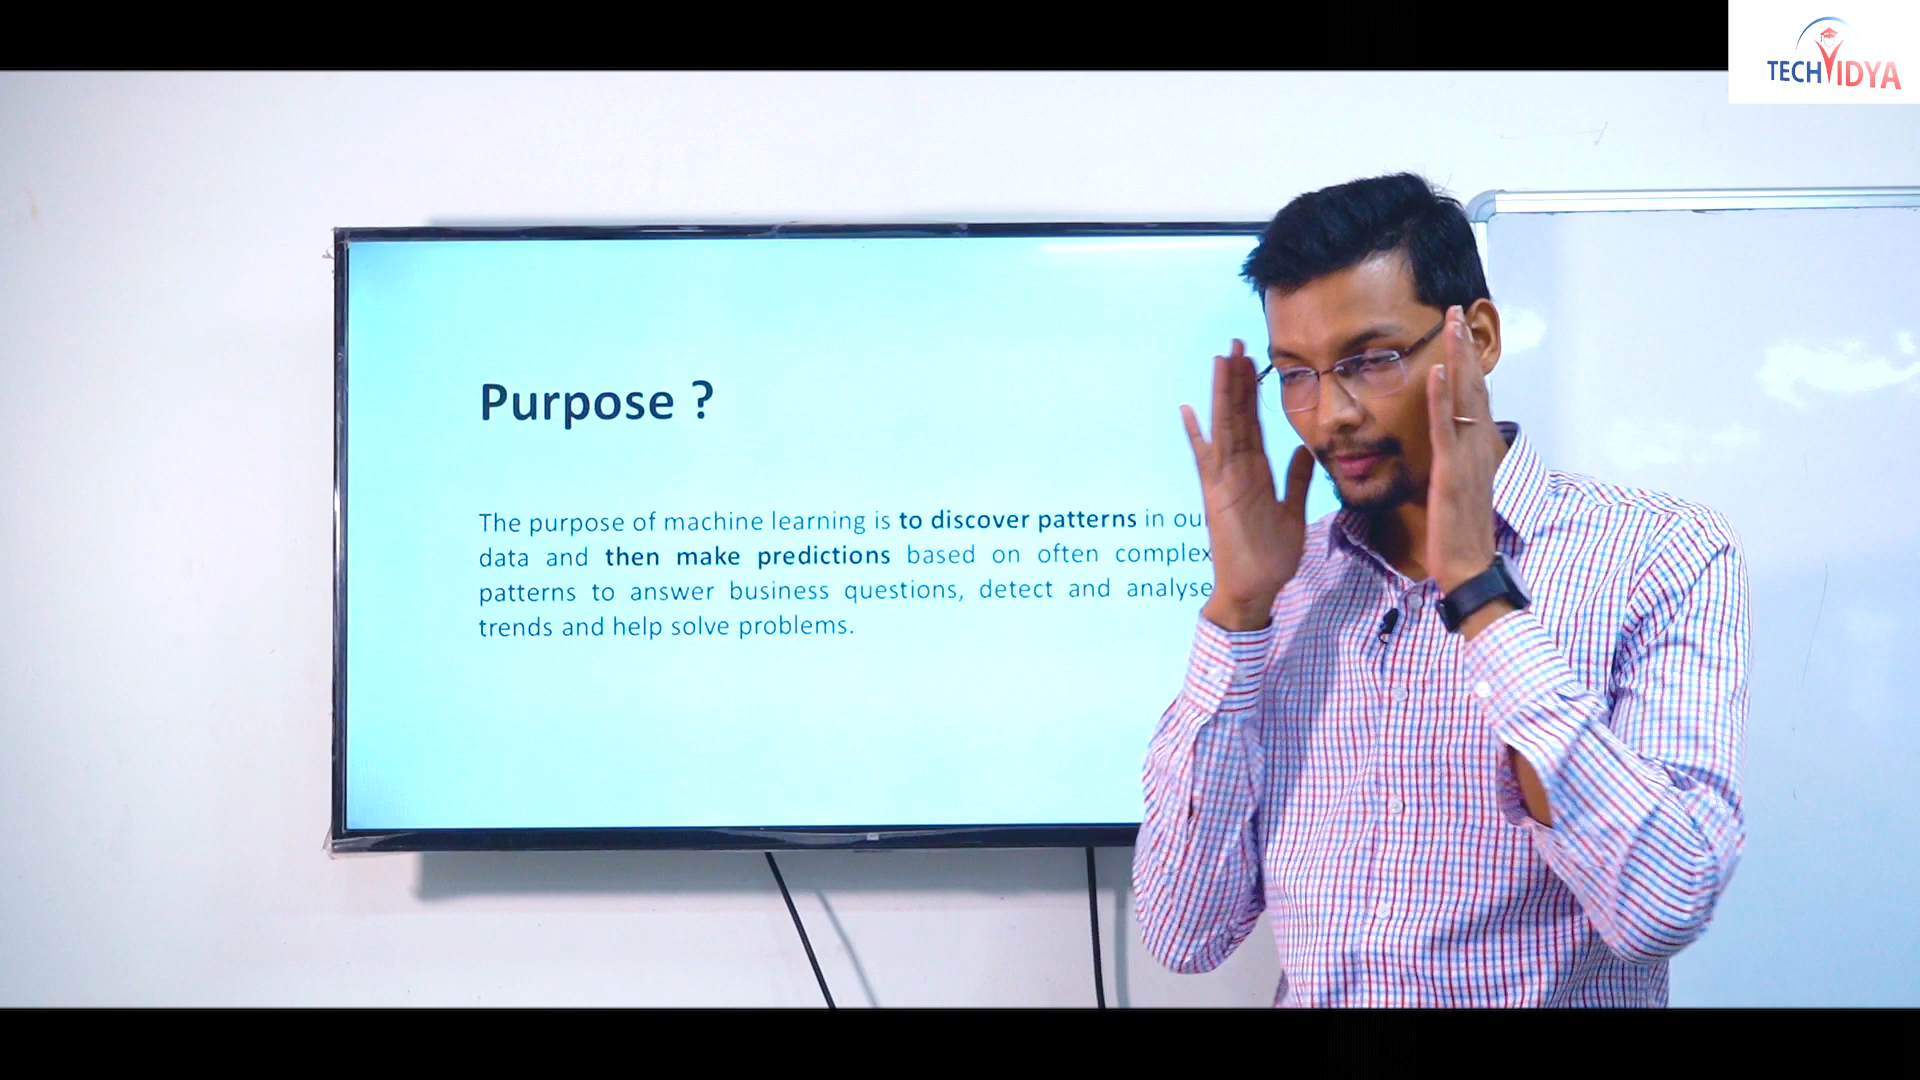 TECHVIDYA
Purpose ?
The purpose of machine learning is to discover patterns in our
data and then make predictions based on often complex
patterns to answer business questions, detect and analyse
trends and help solve problems.